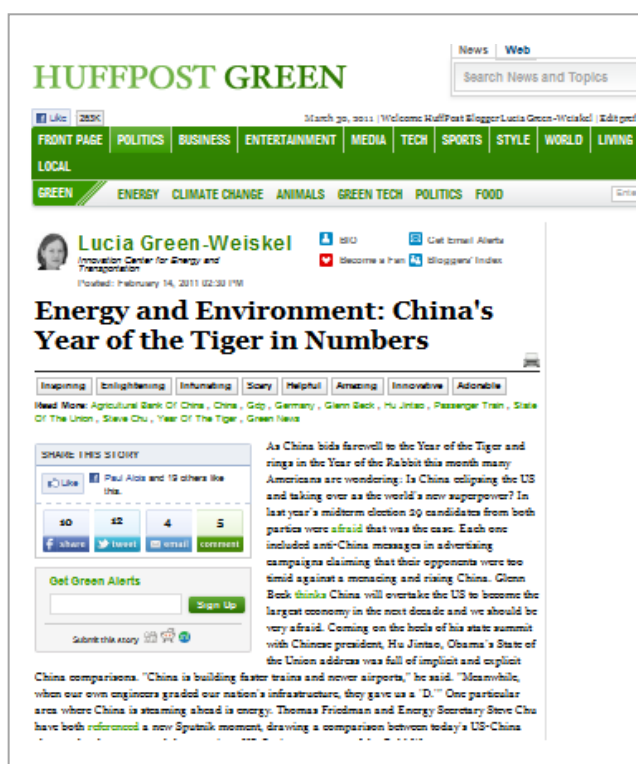 News Web
HUFFPOST GREEN
Search News and Topics
Like 283K
March 30, 2011 | Welcome HuffPost Blogger Lucia Green-Weiskel | Edit pref
FRONT PAGE POLITICS BUSINESS ENTERTAINMENT MEDIA TECH SPORTS STYLE WORLD LIVING
LOCAL
GREEN ENERGY CLIMATE CHANGE ANIMALS GREEN TECH POLITICS FOOD
Ente
Lucia Green-Weiskel
Innovation Center for Energy and
Transportation
Posted: February 14, 2011 02:30 PM
BIO Get Email Alerts
Become a Fan Bloggers' Index
Energy and Environment: China's
Year of the Tiger in Numbers
Inspiring Enlightening Infuriating Scary Helpful Amazing Innovative Adorable
Read More: Agricultural Bank Of China , China , Gdp , Germany , Glenn Beck , Hu Jintao , Passenger Train , State
Of The Union , Steve Chu , Year Of The Tiger , Green News
SHARE THIS STORY
Like Paul Alois and 19 others like
this.
10 12 4 5
share tweet email comment
Get Green Alerts
Sign Up
Submit this story
As China bids farewell to the Year of the Tiger and
rings in the Year of the Rabbit this month many
Americans are wondering: Is China eclipsing the US
and taking over as the world's new superpower? In
last year's midterm election 29 candidates from both
parties were afraid that was the case. Each one
included anti-China messages in advertising
campaigns claiming that their opponents were too
timid against a menacing and rising China. Glenn
Beck thinks China will overtake the US to become the
largest economy in the next decade and we should be
very afraid. Coming on the heels of his state summit
with Chinese president, Hu Jintao, Obama's State of
the Union address was full of implicit and explicit
China comparisons. "China is building faster trains and newer airports," he said. "Meanwhile,
when our own engineers graded our nation's infrastructure, they gave us a 'D.'" One particular
area where China is steaming ahead is energy. Thomas Friedman and Energy Secretary Steve Chu
have both referenced a new Sputnik moment, drawing a comparison between today's US-China